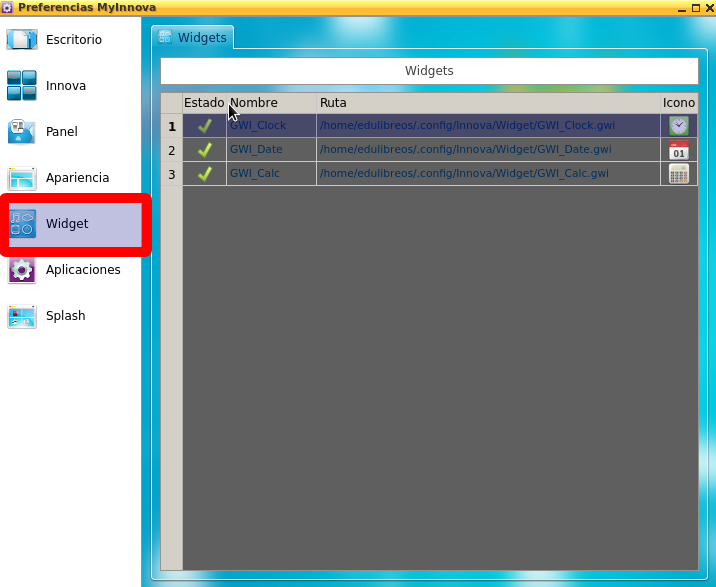 Preferencias MyInnova
Escritorio
Innova
Panel
Apariencia
Widget
Aplicaciones
Splash
Widgets
Widgets
Estado Nombre Ruta Icono
1 GWI_Clock /home/edulibreos/.config/Innova/Widget/GWI_Clock.gwi
2 GWI_Date /home/edulibreos/.config/Innova/Widget/GWI_Date.gwi 01
3 GWI_Calc /home/edulibreos/.config/Innova/Widget/GWI_Calc.gwi